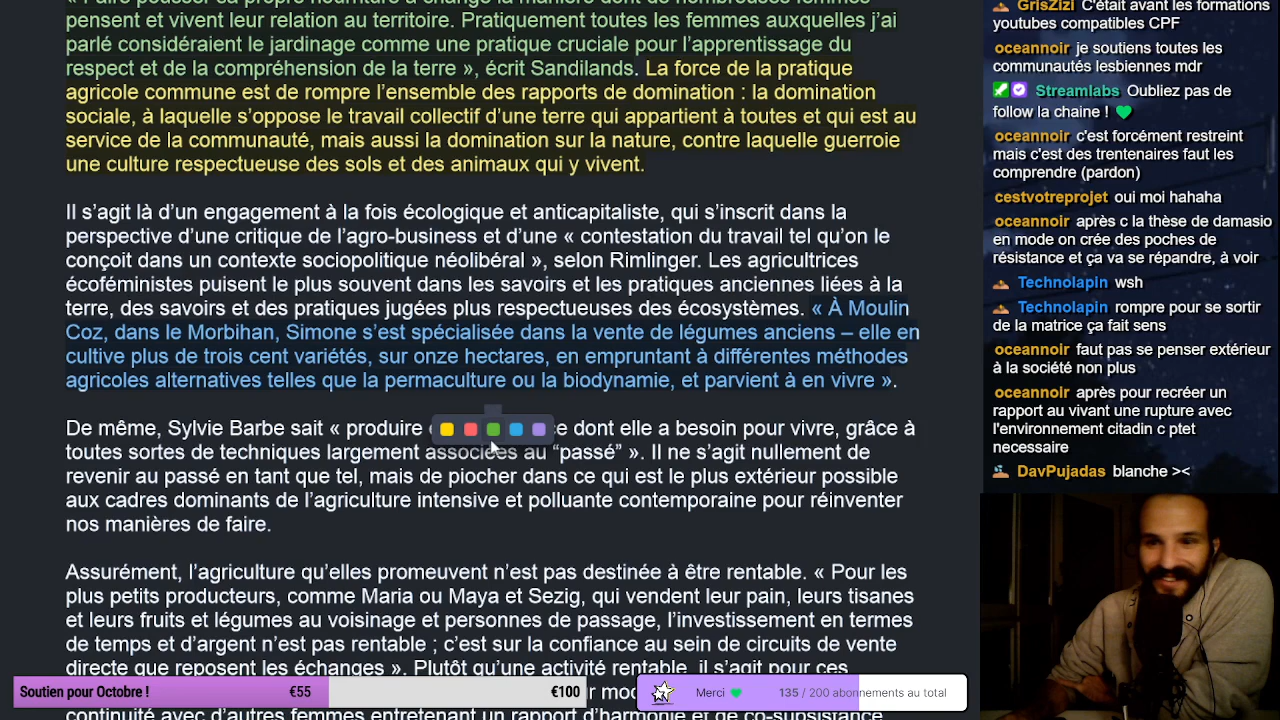 « Faire pousser sa propre nourriture a changé la manière dont de nombreuses femmes
pensent et vivent leur relation au territoire. Pratiquement toutes les femmes auxquelles j’ai
parlé considéraient le jardinage comme une pratique cruciale pour l’apprentissage du
respect et de la compréhension de la terre », écrit Sandilands. La force de la pratique
agricole commune est de rompre l’ensemble des rapports de domination : la domination
sociale, à laquelle s’oppose le travail collectif d’une terre qui appartient à toutes et qui est au
service de la communauté, mais aussi la domination sur la nature, contre laquelle guerroie
une culture respectueuse des sols et des animaux qui y vivent.
Il s’agit là d’un engagement à la fois écologique et anticapitaliste, qui s’inscrit dans la
perspective d’une critique de l’agro-business et d’une « contestation du travail tel qu’on le
conçoit dans un contexte sociopolitique néolibéral », selon Rimlinger. Les agricultrices
écoféministes puisent le plus souvent dans les savoirs et les pratiques anciennes liées à la
terre, des savoirs et des pratiques jugées plus respectueuses des écosystèmes. « À Moulin
Coz, dans le Morbihan, Simone s’est spécialisée dans la vente de légumes anciens – elle en
cultive plus de trois cent variétés, sur onze hectares, en empruntant à différentes méthodes
agricoles alternatives telles que la permaculture ou la biodynamie, et parvient à en vivre ».
De même, Sylvie Barbe sait « produire ce dont elle a besoin pour vivre, grâce à
toutes sortes de techniques largement associées au “passé” ». Il ne s’agit nullement de
revenir au passé en tant que tel, mais de piocher dans ce qui est le plus extérieur possible
aux cadres dominants de l’agriculture intensive et polluante contemporaine pour réinventer
nos manières de faire.
Assurément, l’agriculture qu’elles promeuvent n’est pas destinée à être rentable. « Pour les
plus petits producteurs, comme Maria ou Maya et Sezig, qui vendent leur pain, leurs tisanes
et leurs fruits et légumes au voisinage et personnes de passage, l’investissement en termes
de temps et d’argent n’est pas rentable ; c’est sur la confiance au sein de circuits de vente
directe que reposent les échanges ». Plutôt qu’une activité rentable, il s’agit pour ces
continuité avec d’autres femmes entretenant un rapport d’harmonie et de co-subsistance
Soutien pour Octobre ! €55 €100
Merci 135 / 200 abonnements au total
GrisZizi C'était avant les formations
youtubes compatibles CPF
oceannoir je soutiens toutes les
communautés lesbiennes mdr
Streamlabs Oubliez pas de
follow la chaine !
oceannoir c'est forcément restreint
mais c'est des trentenaires faut les
comprendre (pardon)
cestvotreprojet oui moi hahaha
oceannoir après c la thèse de damasio
en mode on crée des poches de
résistance et ça va se répandre, à voir
Technolapin wsh
Technolapin rompre pour se sortir
de la matrice ça fait sens
oceannoir faut pas se penser extérieur
à la société non plus
oceannoir après pour recréer un
rapport au vivant une rupture avec
l'environnement citadin c ptet
necessaire
DavPujadas blanche ><